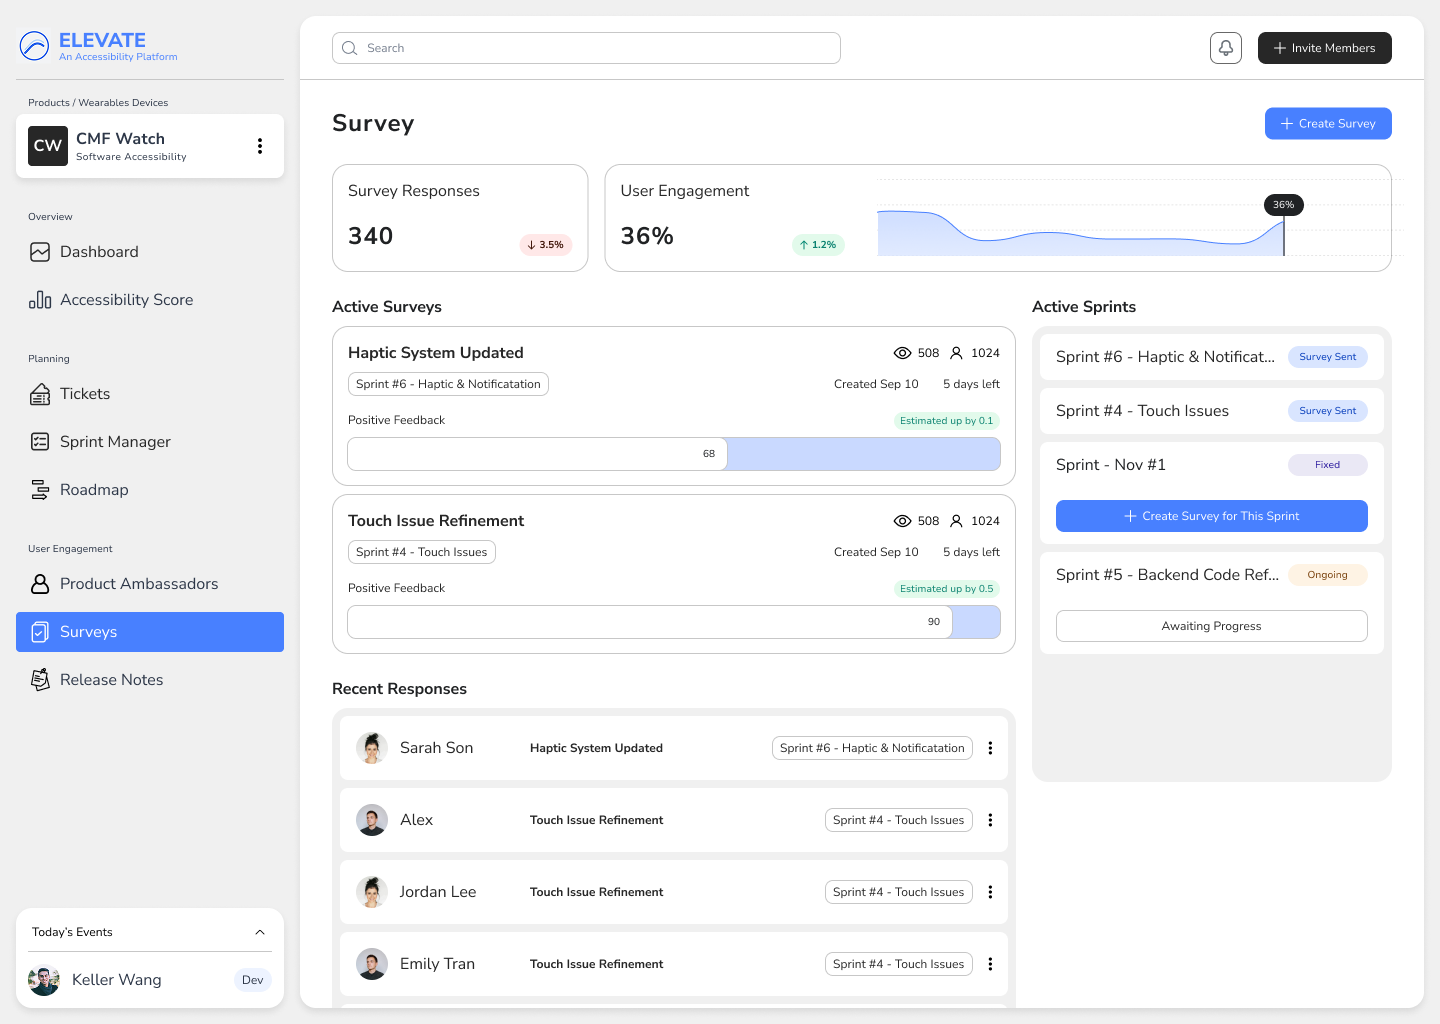 ELEVATE
An Accessibility Platform
Products / Wearables Devices
CW
CMF Watch
Software Accessibility
Overview
Dashboard
Accessibility Score
Planning
Tickets
Sprint Manager
Roadmap
User Engagement
Product Ambassadors
Surveys
Release Notes
Today's Events
Keller Wang
Dev
Search
Invite Members
Survey
Create Survey
Survey Responses
340
3.5%
User Engagement
36%
1.2%
36%
Active Surveys
Haptic System Updated
508
1024
Sprint #6 - Haptic & Notificatation
Created Sep 10
5 days left
Positive Feedback
Estimated up by 0.1
68
Touch Issue Refinement
508
1024
Sprint #4 - Touch Issues
Created Sep 10
5 days left
Positive Feedback
Estimated up by 0.5
90
Recent Responses
Sarah Son
Haptic System Updated
Sprint #6 - Haptic & Notificatation
Alex
Touch Issue Refinement
Sprint #4 - Touch Issues
Jordan Lee
Touch Issue Refinement
Sprint #4 - Touch Issues
Emily Tran
Touch Issue Refinement
Sprint #4 - Touch Issues
Active Sprints
Sprint #6 - Haptic & Notificat...
Survey Sent
Sprint #4 - Touch Issues
Survey Sent
Sprint - Nov #1
Fixed
Create Survey for This Sprint
Sprint #5 - Backend Code Ref...
Ongoing
Awaiting Progress